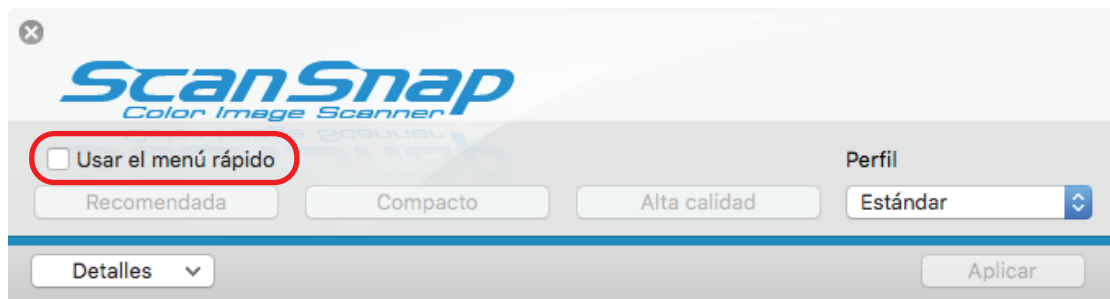 ScanSnap
Color Image Scanner
Usar el menú rápido
Perfil
Recomendada
Compacto
Alta calidad
Estándar
Detalles
Aplicar